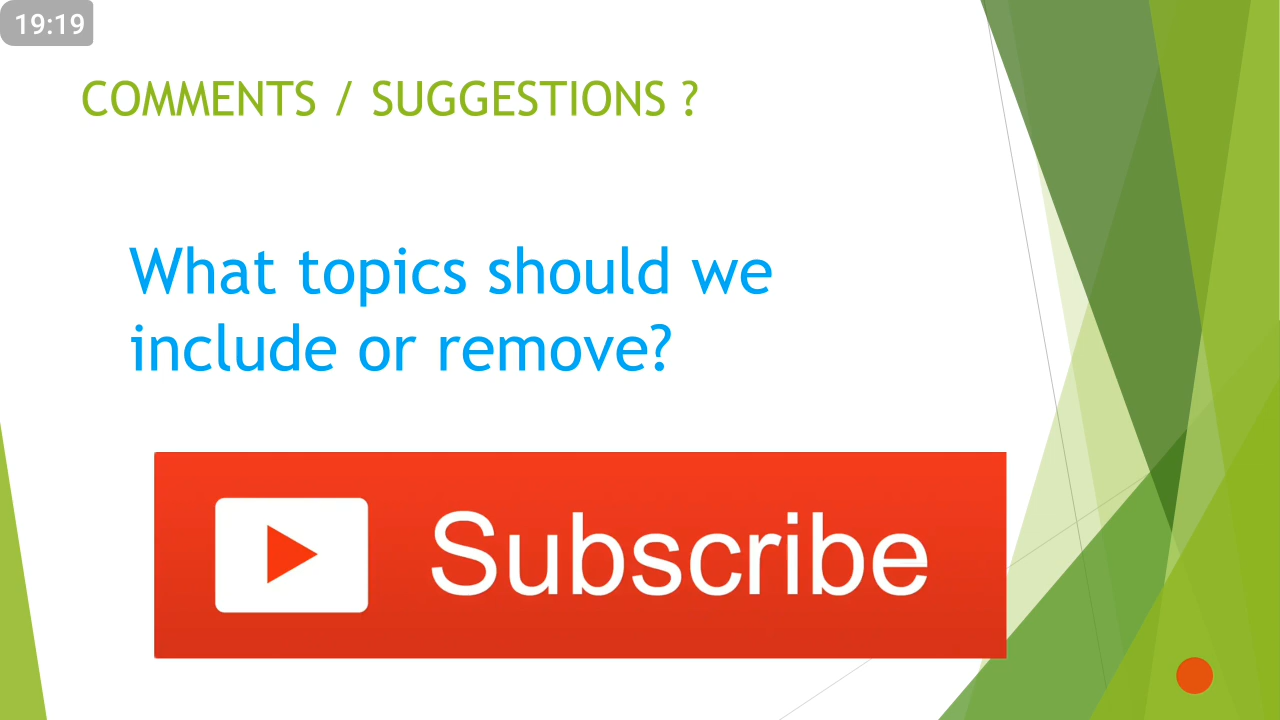 19:19
COMMENTS / SUGGESTIONS ?
What topics should we
include or remove?
Subscribe